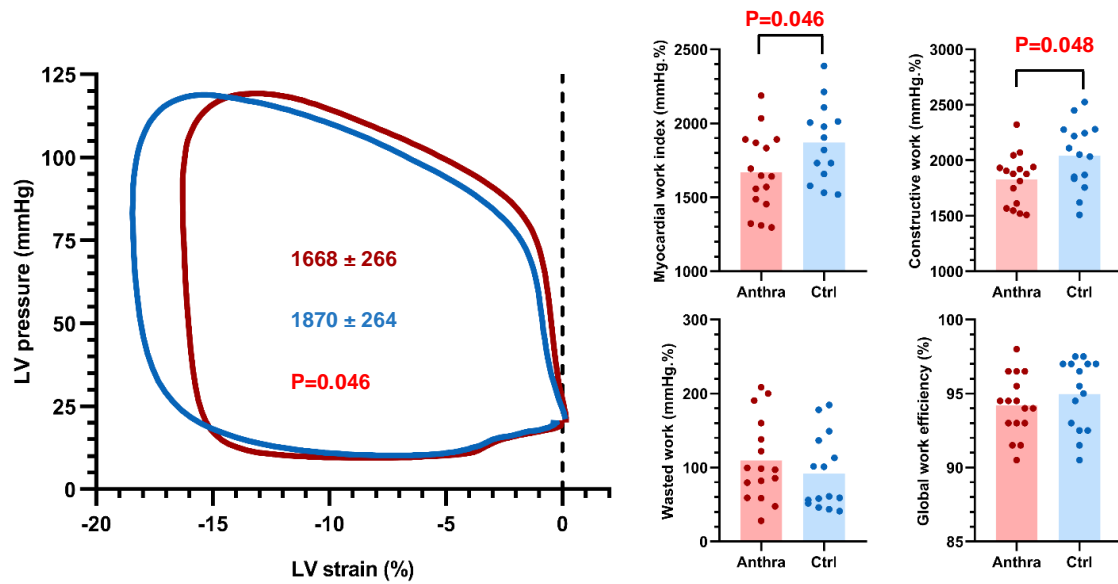 LV pressure (mmHg)
125
100
75
50
25
0
-20
-15
-10
-5
0
LV strain (%)
1668 ± 266
1870 ± 264
P=0.046
P=0.046
Myocardial work index (mmHg.%)
2500
2000
1500
1000
Anthra
Ctrl
P=0.048
Constructive work (mmHg.%)
3000
2500
2000
1500
1000
Anthra
Ctrl
Wasted work (mmHg.%)
300
200
100
0
Anthra
Ctrl
Global work efficiency (%)
100
95
90
85
Anthra
Ctrl